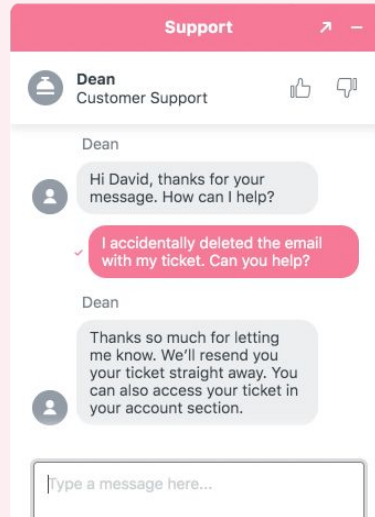 Support
Dean
Customer Support
Dean
Hi David, thanks for your
message. How can I help?
I accidentally deleted the email
with my ticket. Can you help?
Dean
Thanks so much for letting
me know. We’ll resend you
your ticket straight away. You
can also access your ticket in
your account section.
Type a message here...